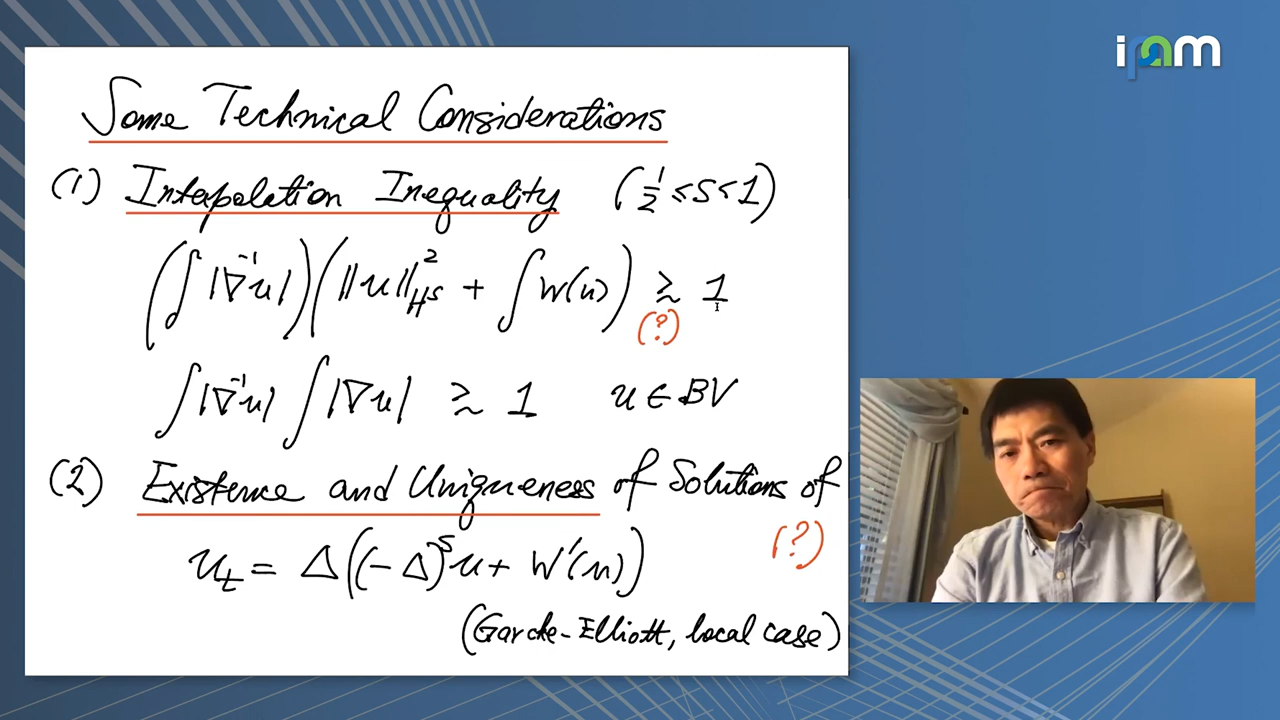 ipam
Some Technical Considerations
(1) Interpolation Inequality (1/2 ≤ s < 1)
(∫ |∇⁻¹u|) (‖u‖²_{H^s} + ∫ W(u)) ≳ 1
(?)
∫ |∇⁻¹u| ∫ |∇u| ≳ 1 u ∈ BV
(2) Existence and Uniqueness of Solutions of
(?)
u_t = Δ((-Δ)^s u + W'(u))
(Garcke-Elliott, local case)